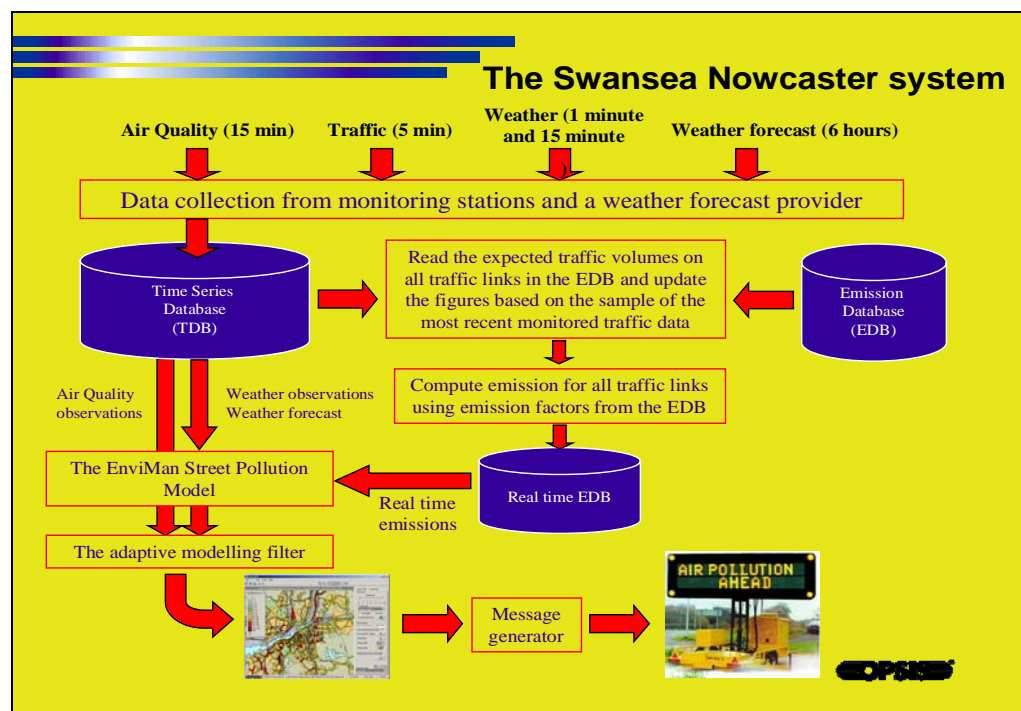 The Swansea Nowcaster system
Air Quality (15 min)
Traffic (5 min)
Weather (1 minute
and 15 minute
)
Weather forecast (6 hours)
Data collection from monitoring stations and a weather forecast provider
Time Series
Database
(TDB)
Read the expected traffic volumes on
all traffic links in the EDB and update
the figures based on the sample of the
most recent monitored traffic data
Emission
Database
(EDB)
Air Quality
observations
Weather observations
Weather forecast
Compute emission for all traffic links
using emission factors from the EDB
The EnviMan Street Pollution
Model
Real time
emissions
Real time EDB
The adaptive modelling filter
Message
generator
AIR POLLUTION
AHEAD
OPSIS